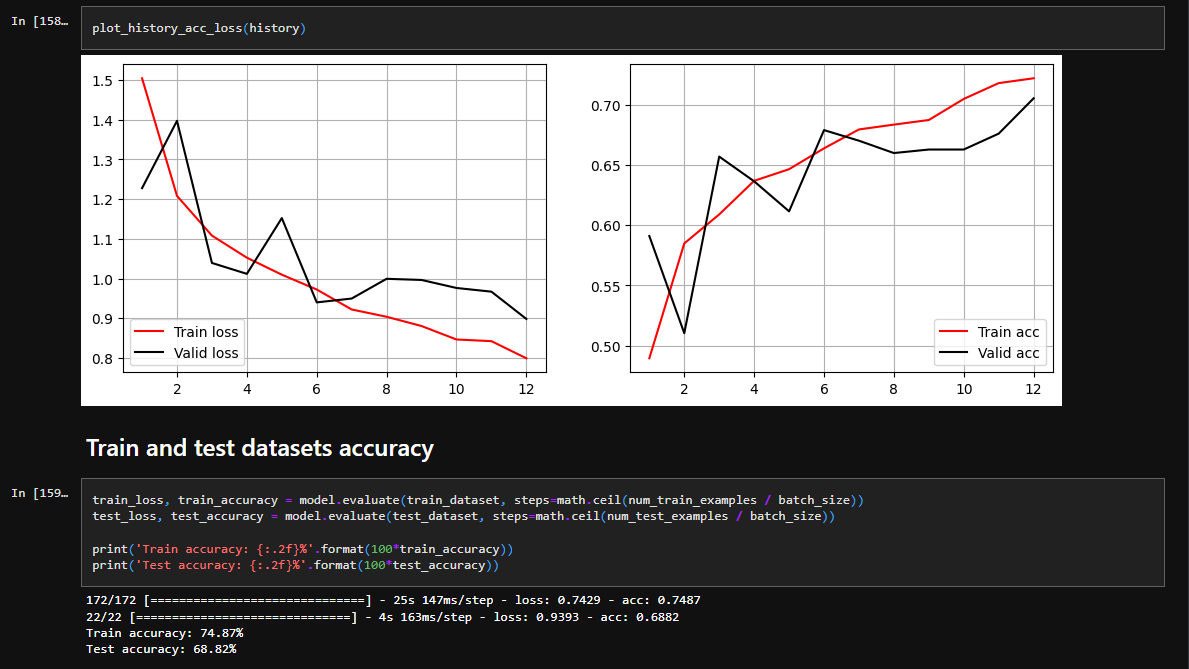 In [158…
plot_history_acc_loss(history)
1.5
1.4
1.3
1.2
1.1
1.0
0.9
0.8
Train loss
Valid loss
2 4 6 8 10 12
0.70
0.65
0.60
0.55
0.50
Train acc
Valid acc
2 4 6 8 10 12
Train and test datasets accuracy
In [159…
train_loss, train_accuracy = model.evaluate(train_dataset, steps=math.ceil(num_train_examples / batch_size))
test_loss, test_accuracy = model.evaluate(test_dataset, steps=math.ceil(num_test_examples / batch_size))
print('Train accuracy: {:.2f}%'.format(100*train_accuracy))
print('Test accuracy: {:.2f}%'.format(100*test_accuracy))
172/172 [==============================] - 25s 147ms/step - loss: 0.7429 - acc: 0.7487
22/22 [==============================] - 4s 163ms/step - loss: 0.9393 - acc: 0.6882
Train accuracy: 74.87%
Test accuracy: 68.82%